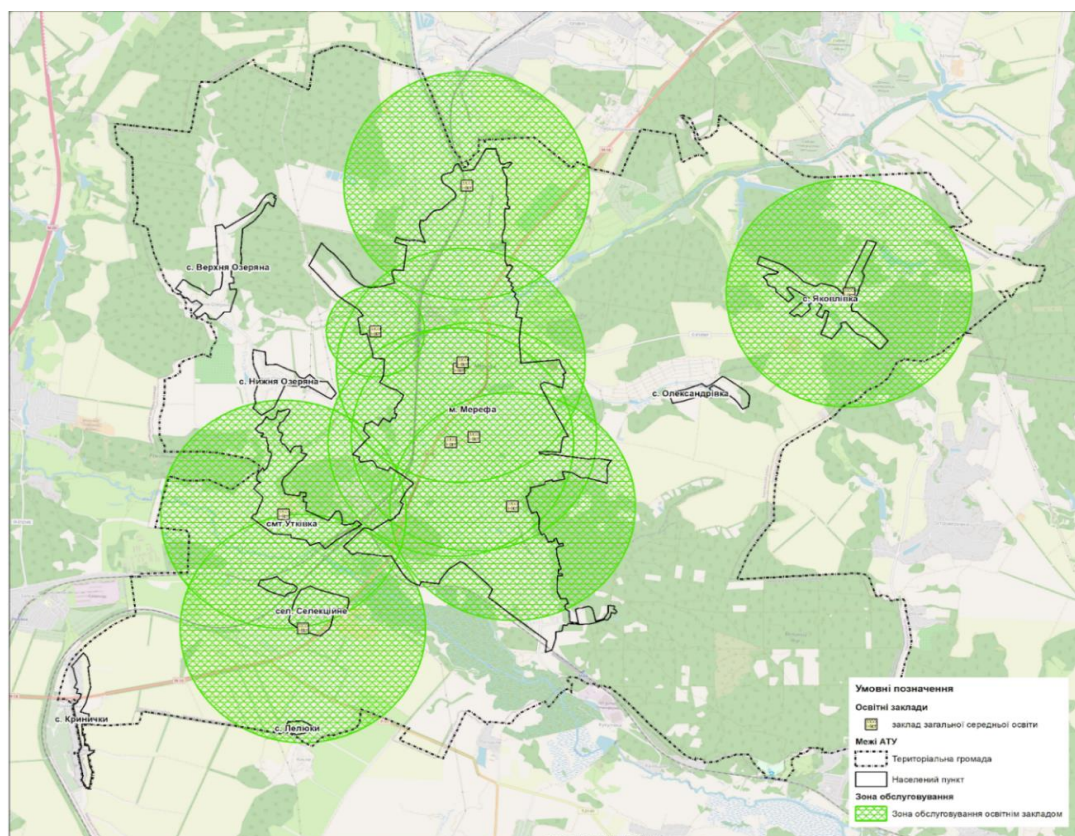 с. Верхня Озеряна
с. Яковлівка
с. Нижня Озеряна
с. Олександрівка
м. Мерефа
смт Утківка
сел. Селекційне
с. Кринички
с. Лелюки
Умовні позначення
Освітні заклади
заклад загальної середньої освіти
Межі АТУ
Територіальна громада
Населений пункт
Зона обслуговування
Зона обслуговування освітнім закладом